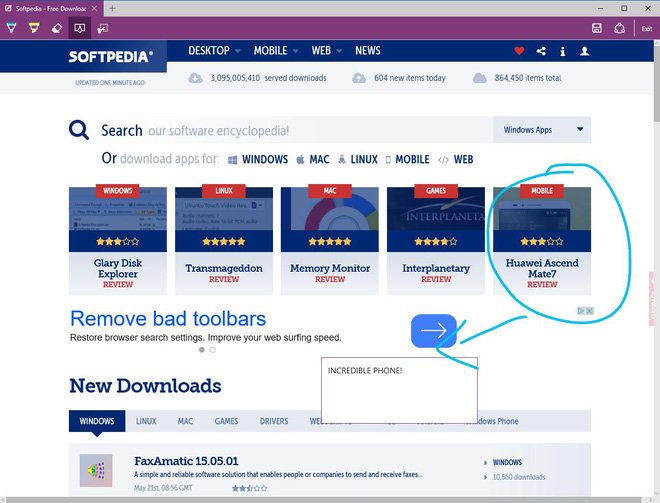 Softpedia - Free Downloac
Exit
SOFTPEDIA®
DESKTOP MOBILE WEB NEWS
UPDATED ONE MINUTE AGO
3,095,005,410 served downloads 604 new items today 864,450 items total
Search our software encyclopedia! Windows Apps
Or download apps for: WINDOWS MAC LINUX MOBILE WEB
WINDOWS LINUX MAC GAMES MOBILE
INTERPLANETA
Glary Disk Explorer
REVIEW
Transmageddon
REVIEW
Memory Monitor
REVIEW
Interplanetary
REVIEW
Huawei Ascend Mate7
REVIEW
Remove bad toolbars
Restore browser search settings. Improve your web surfing speed.
INCREDIBLE PHONE!
New Downloads
WINDOWS LINUX MAC GAMES DRIVERS Windows Phone
FaxAmatic 15.05.01
A simple and reliable software solution that enables people or companies to send and receive faxes...
May 21st, 08:56 GMT
WINDOWS
10,660 downloads